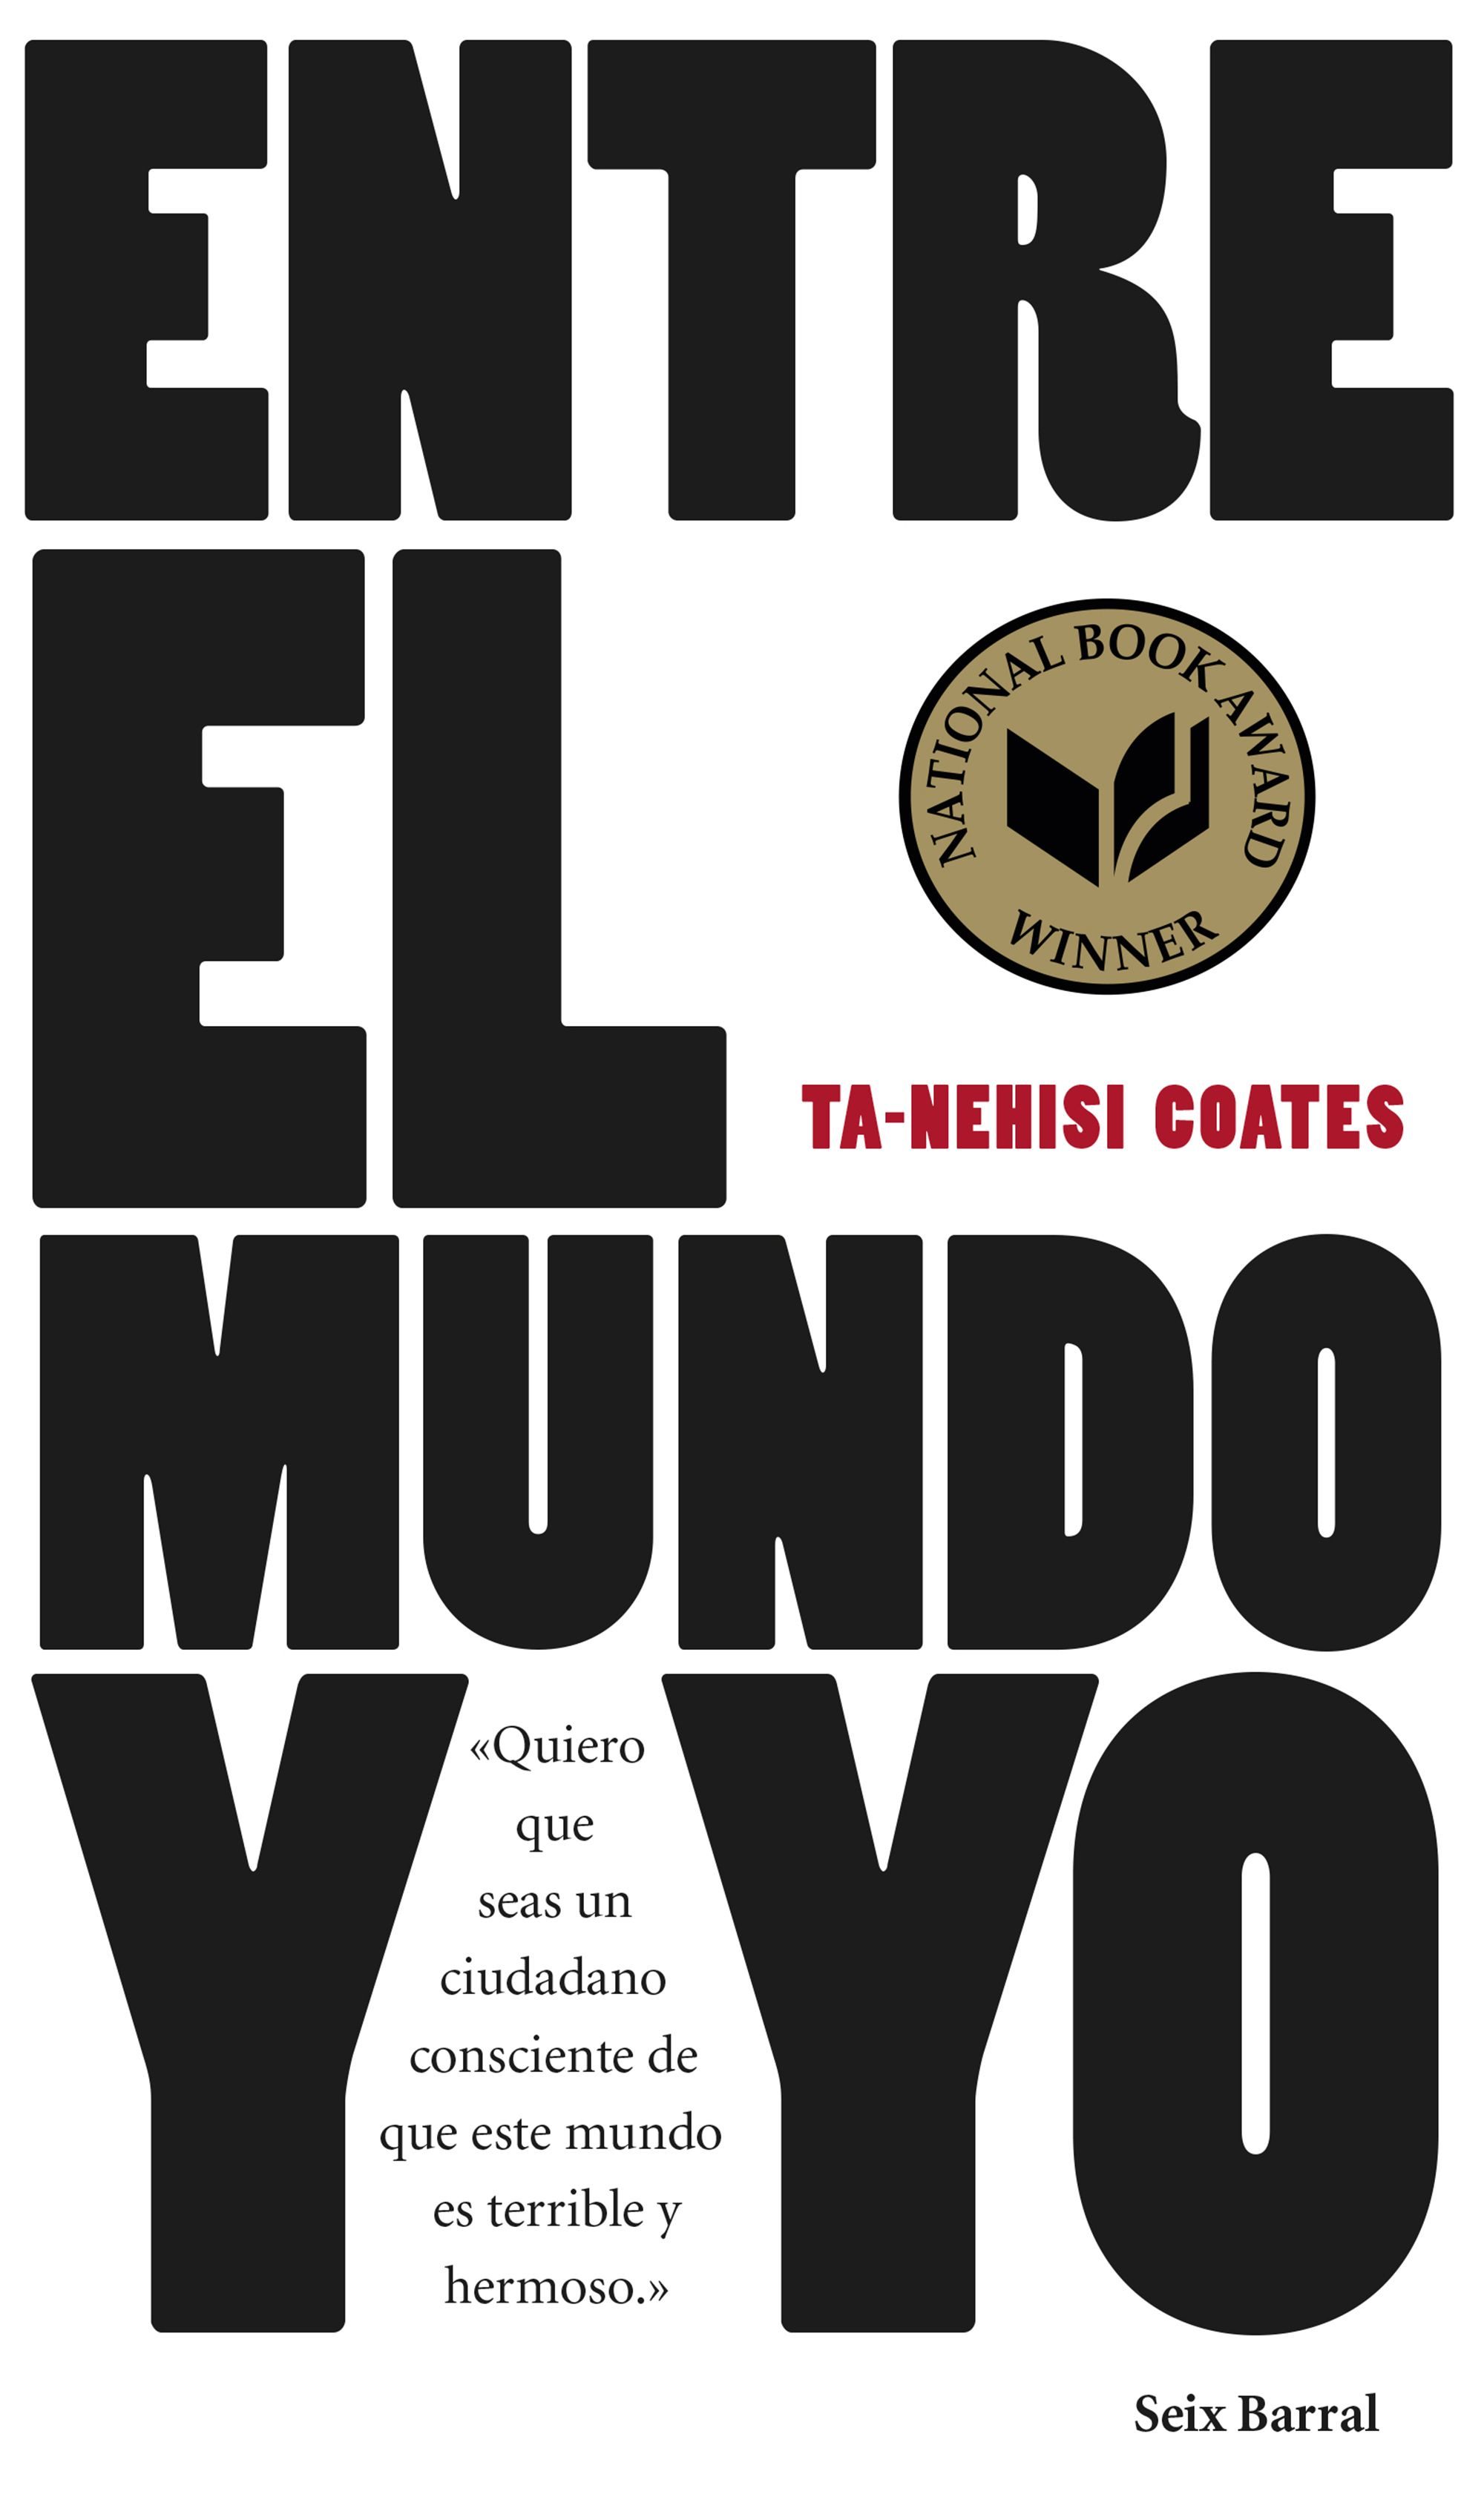 ENTRE
EL
NATIONAL BOOK AWARD
WINNER
TA-NEHISI COATES
MUNDO
Y YO
«Quiero
que
seas un
ciudadano
consciente de
que este mundo
es terrible y
hermoso.»
Seix Barral